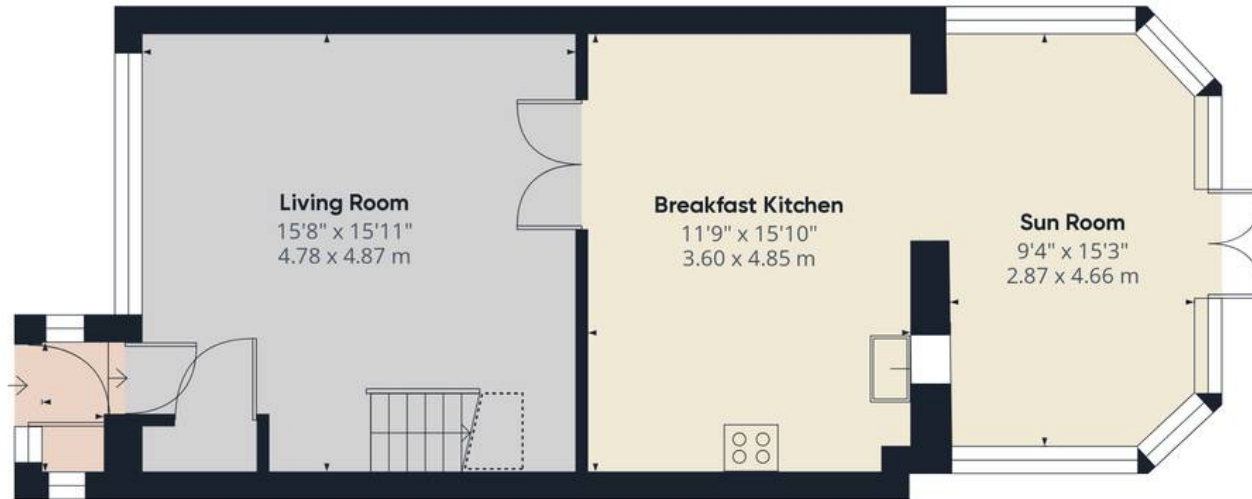 Living Room
15'8" x 15'11"
4.78 x 4.87 m
Breakfast Kitchen
11'9" x 15'10"
3.60 x 4.85 m
Sun Room
9'4" x 15'3"
2.87 x 4.66 m